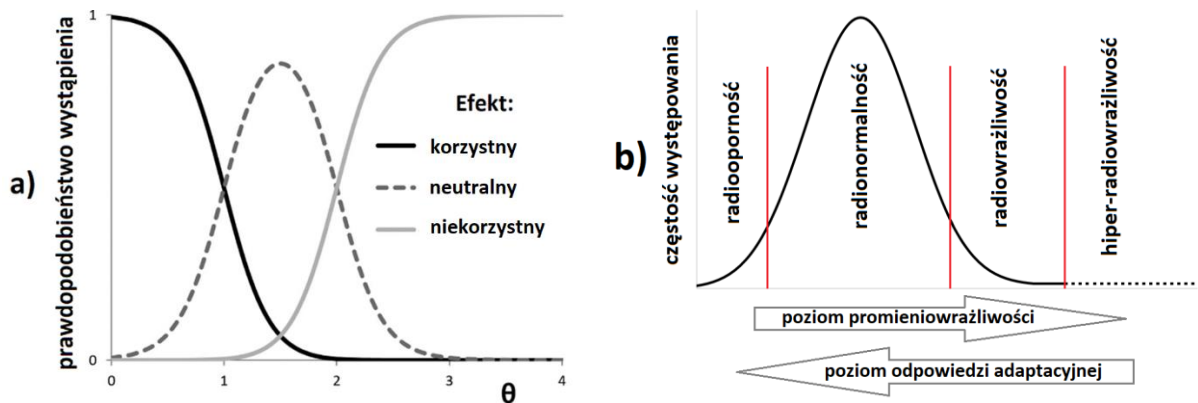 a)
prawdopodobieństwo wystąpienia
1
0
0
1
2
3
4
θ
Efekt:
korzystny
neutralny
niekorzystny
b)
częstość występowania
radiooporność
radionormalność
radiowrażliwość
hiper-radiowrażliwość
poziom promieniowrażliwości
poziom odpowiedzi adaptacyjnej